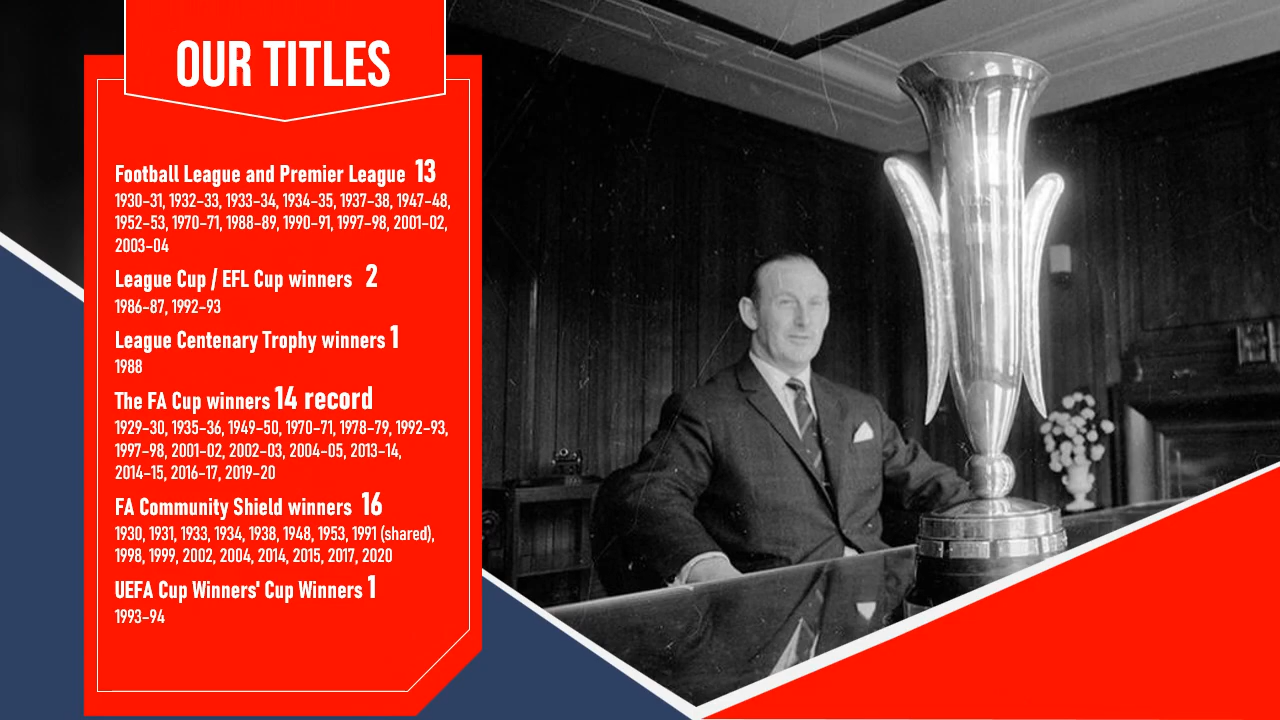 OUR TITLES
Football League and Premier League 13
1930-31, 1932-33, 1933-34, 1934-35, 1937-38, 1947-48,
1952-53, 1970-71, 1988-89, 1990-91, 1997-98, 2001-02,
2003-04
League Cup / EFL Cup winners 2
1986-87, 1992-93
League Centenary Trophy winners 1
1988
The FA Cup winners 14 record
1929-30, 1935-36, 1949-50, 1970-71, 1978-79, 1992-93,
1997-98, 2001-02, 2002-03, 2004-05, 2013-14,
2014-15, 2016-17, 2019-20
FA Community Shield winners 16
1930, 1931, 1933, 1934, 1938, 1948, 1953, 1991 (shared),
1998, 1999, 2002, 2004, 2014, 2015, 2017, 2020
UEFA Cup Winners' Cup Winners 1
1993-94